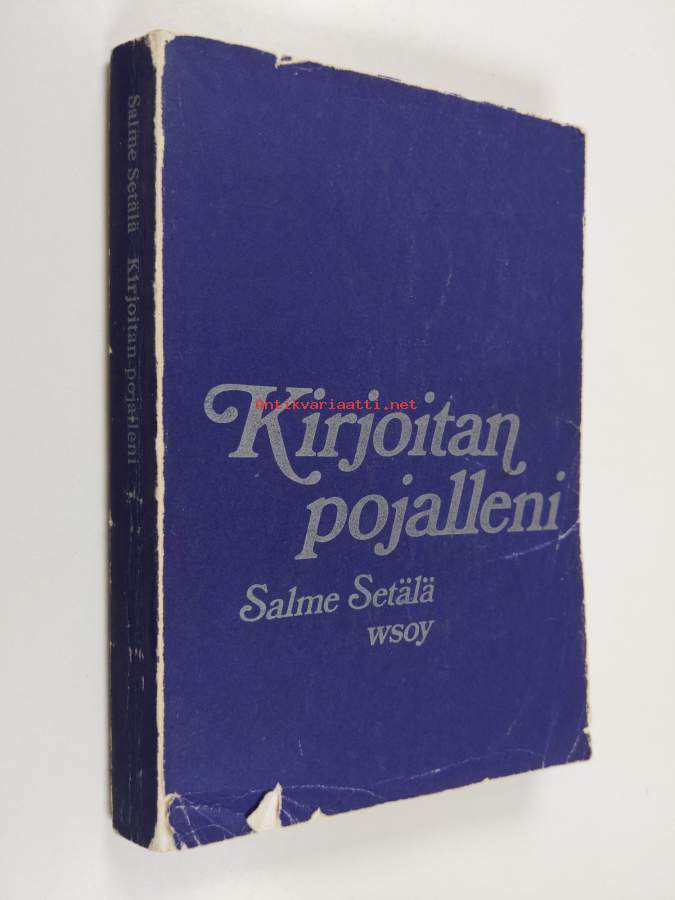 Salme Setälä Kirjoitan pojalleni
antikvariaatti.net
Kirjoitan
pojalleni
Salme Setälä
wsoy